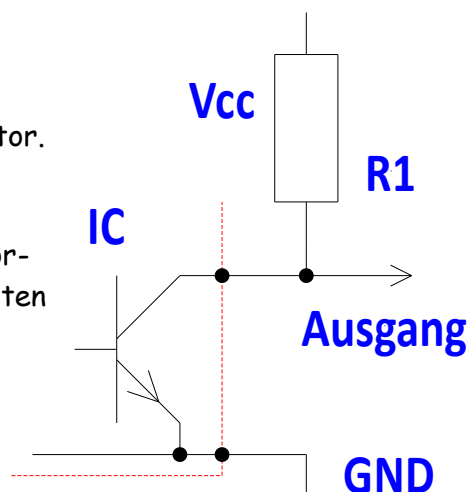 Vcc
tor.
R1
IC
or-
ten
Ausgang
GND